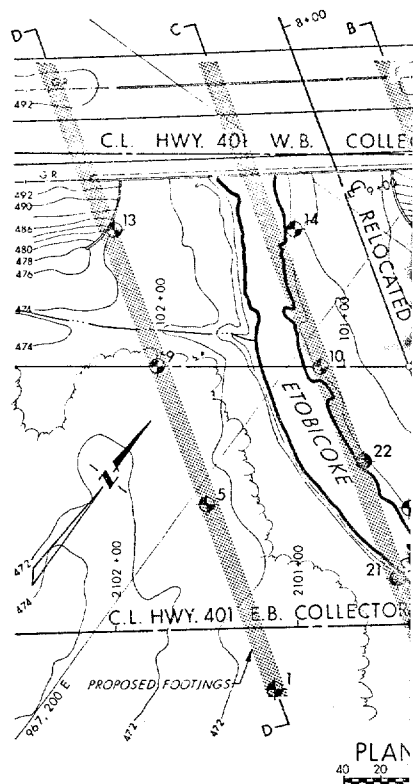 D
C
8+00
B
GR
492
C.L. HWY. 401 W.B. COLLEC
GR
492
490
486
480
478
476
13
14
9+00
℄ RELOCATED
474
102+00
101+00
474
9
10
ETOBICOKE
22
N
5
472
474
2102+00
2101+00
21
C.L. HWY. 401 E.B. COLLECTOR
PROPOSED FOOTINGS
1
967,200 E
472
472
D
PLAN
40 20